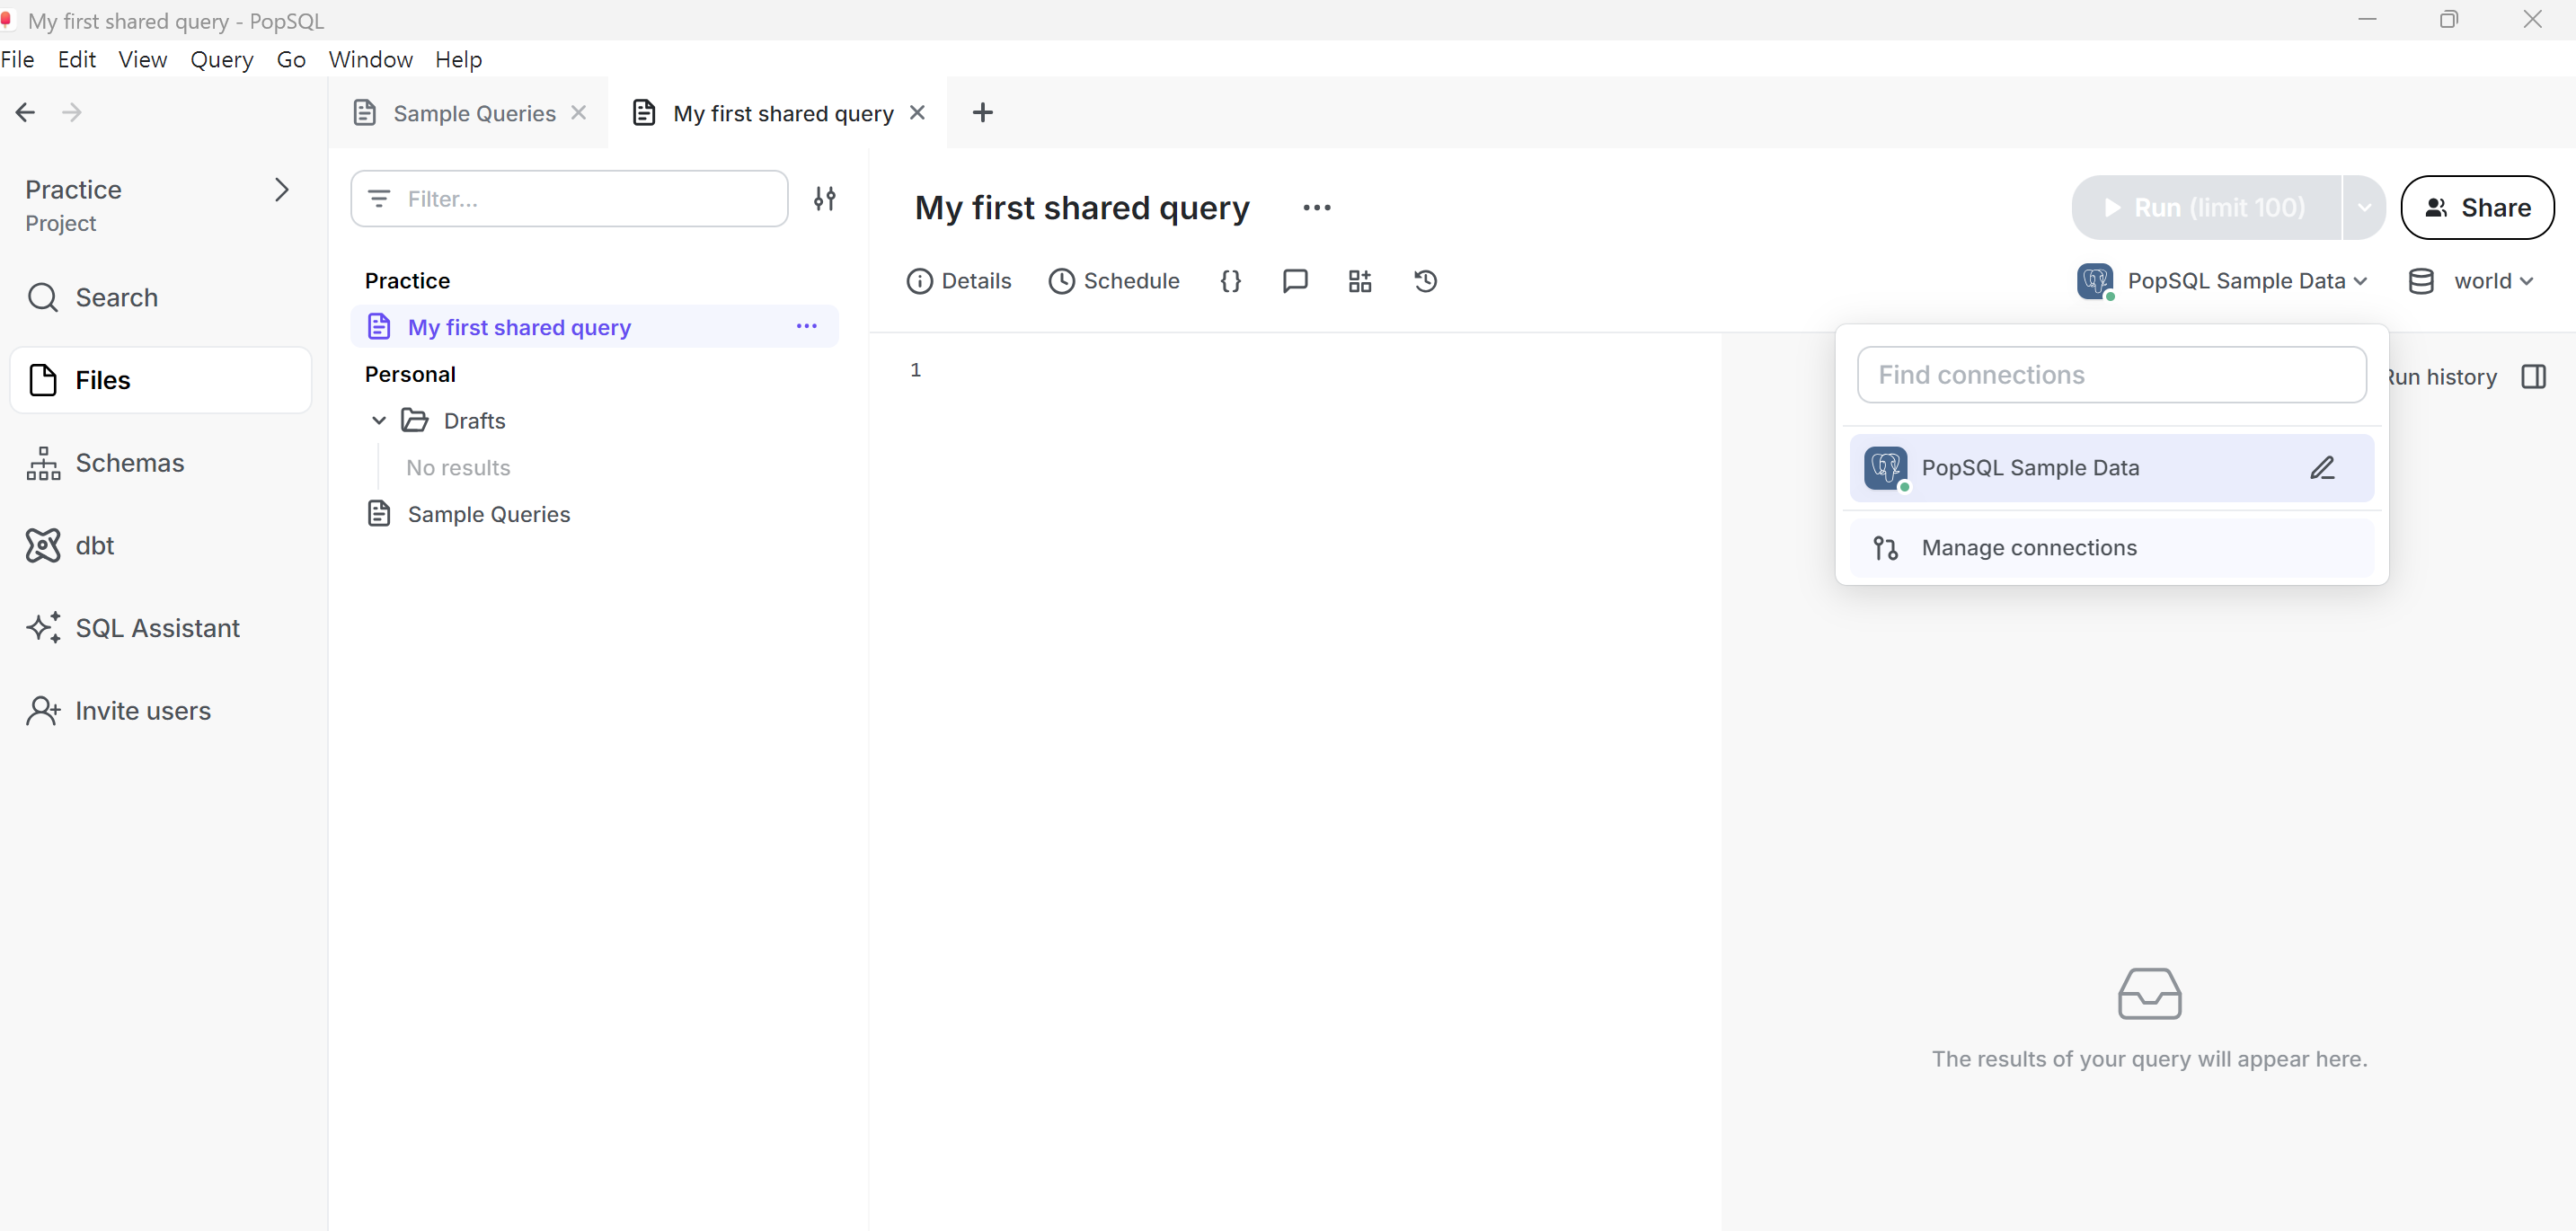 My first shared query - PopSQL
File Edit View Query Go Window Help
Sample Queries
My first shared query
Practice
Project
Search
Files
Schemas
dbt
SQL Assistant
Invite users
Filter...
Practice
My first shared query
Personal
Drafts
No results
Sample Queries
My first shared query
Run (limit 100)
Share
Details
Schedule
{}
PopSQL Sample Data
world
1
Find connections
Run history
PopSQL Sample Data
Manage connections
The results of your query will appear here.